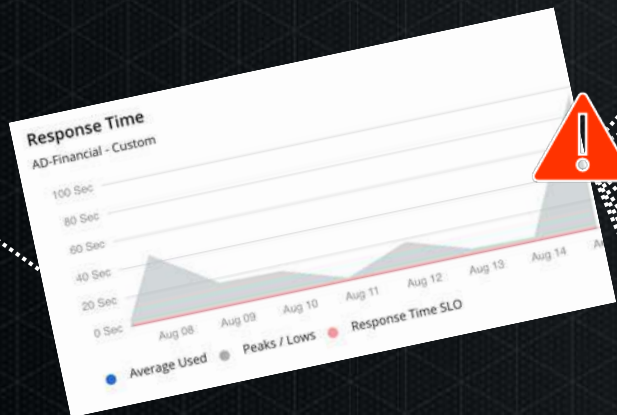 Response Time
AD-Financial - Custom
100 Sec
80 Sec
60 Sec
40 Sec
20 Sec
0 Sec
Aug 08 Aug 09 Aug 10 Aug 11 Aug 12 Aug 13 Aug 14
Average Used Peaks / Lows Response Time SLO